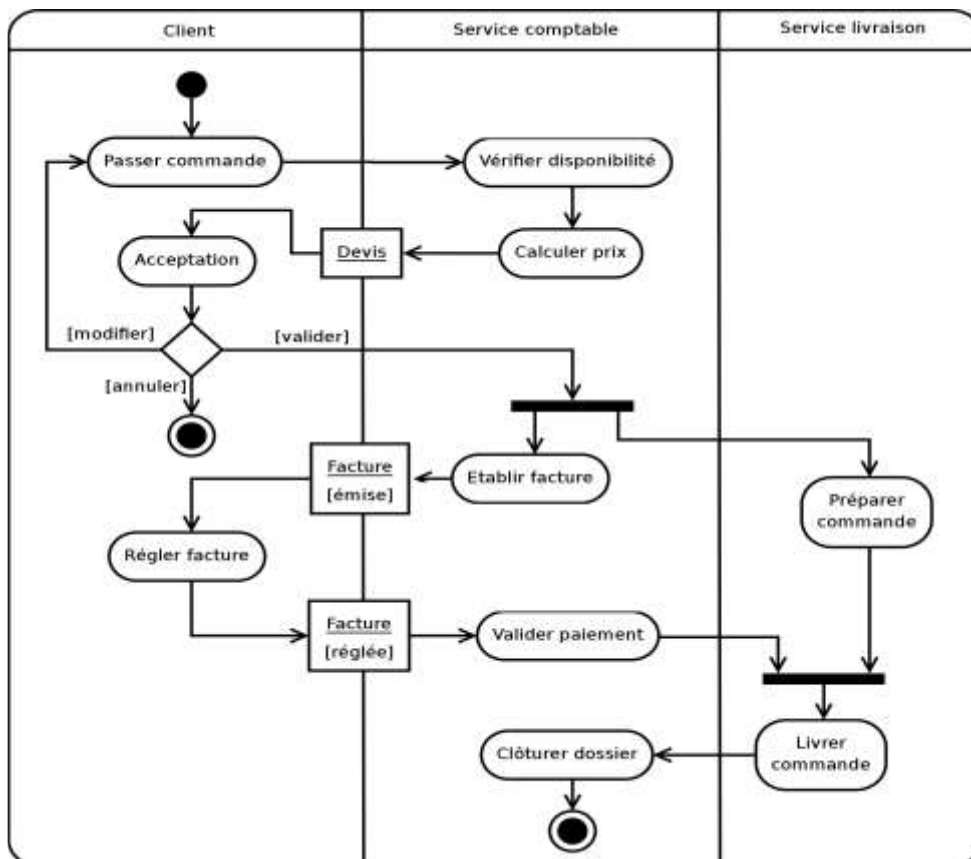 Client
Service comptable
Service livraison
Passer commande
Vérifier disponibilité
Acceptation
Devis
Calculer prix
[modifier]
[valider]
[annuler]
Facture
[émise]
Etablir facture
Préparer
commande
Régler facture
Facture
[réglée]
Valider paiement
Clôturer dossier
Livrer
commande